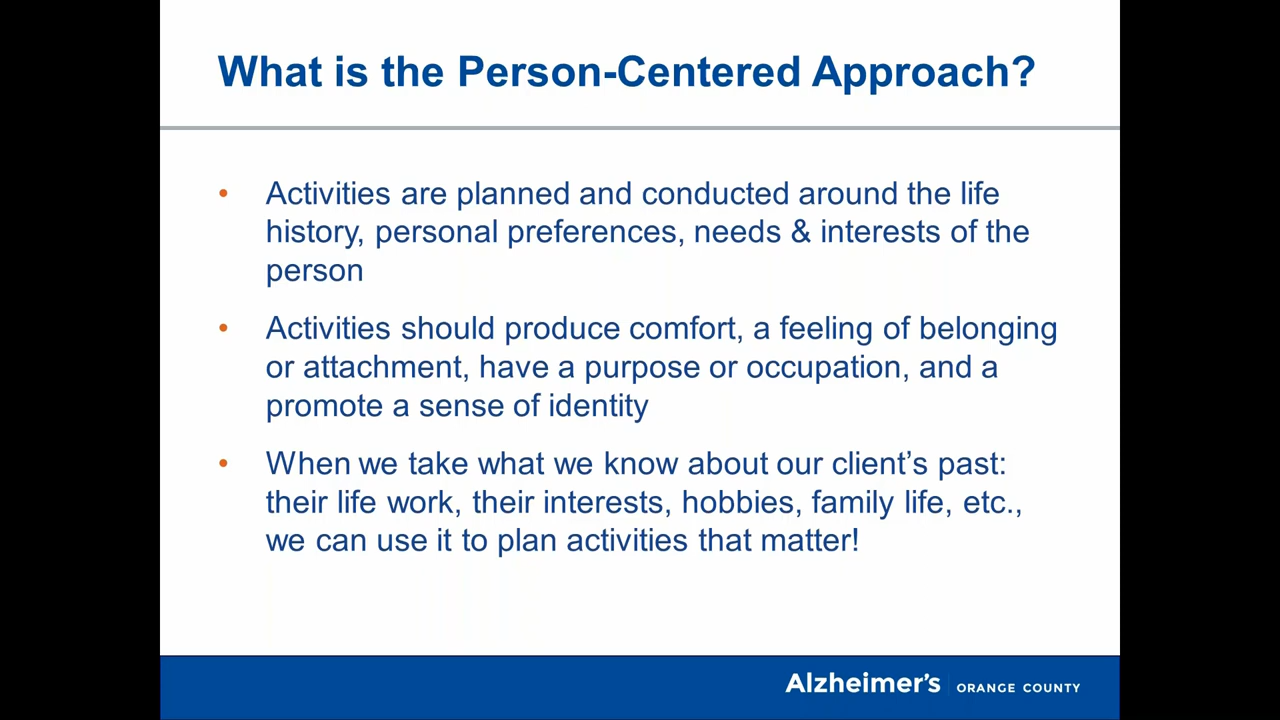 What is the Person-Centered Approach?
• Activities are planned and conducted around the life
history, personal preferences, needs & interests of the
person
• Activities should produce comfort, a feeling of belonging
or attachment, have a purpose or occupation, and a
promote a sense of identity
• When we take what we know about our client’s past:
their life work, their interests, hobbies, family life, etc.,
we can use it to plan activities that matter!
Alzheimer’s ORANGE COUNTY